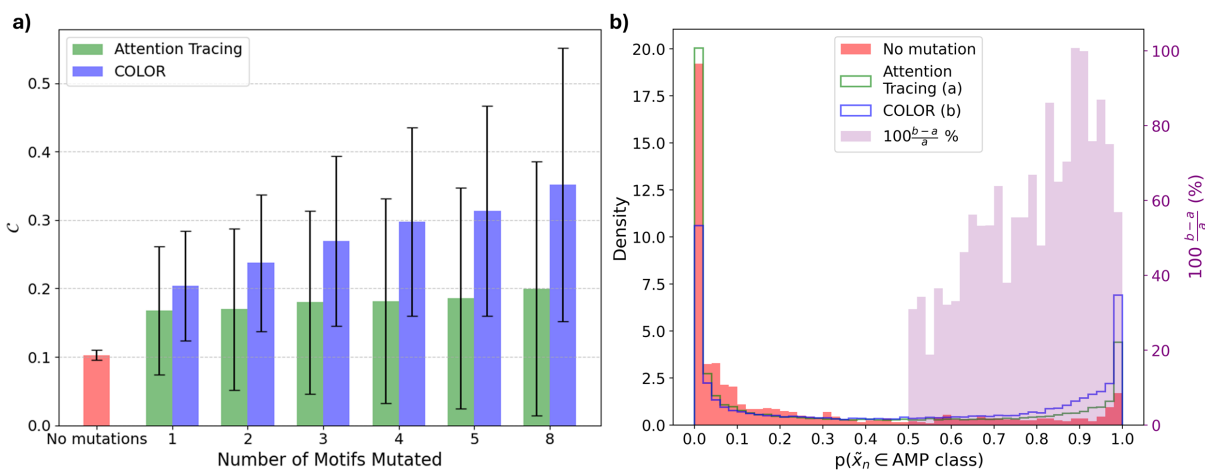 a)
Attention Tracing
COLOR
0.5
0.4
0.3
0.2
0.1
0.0
C
No mutations 1 2 3 4 5 8
Number of Motifs Mutated
b)
No mutation
Attention
Tracing (a)
COLOR (b)
100 \frac{b-a}{a} %
20.0
17.5
15.0
12.5
10.0
7.5
5.0
2.5
0.0
Density
100
80
60
40
20
0
100 \frac{b-a}{a} (%)
0.0 0.1 0.2 0.3 0.4 0.5 0.6 0.7 0.8 0.9 1.0
p(x̃ₙ ∈ AMP class)